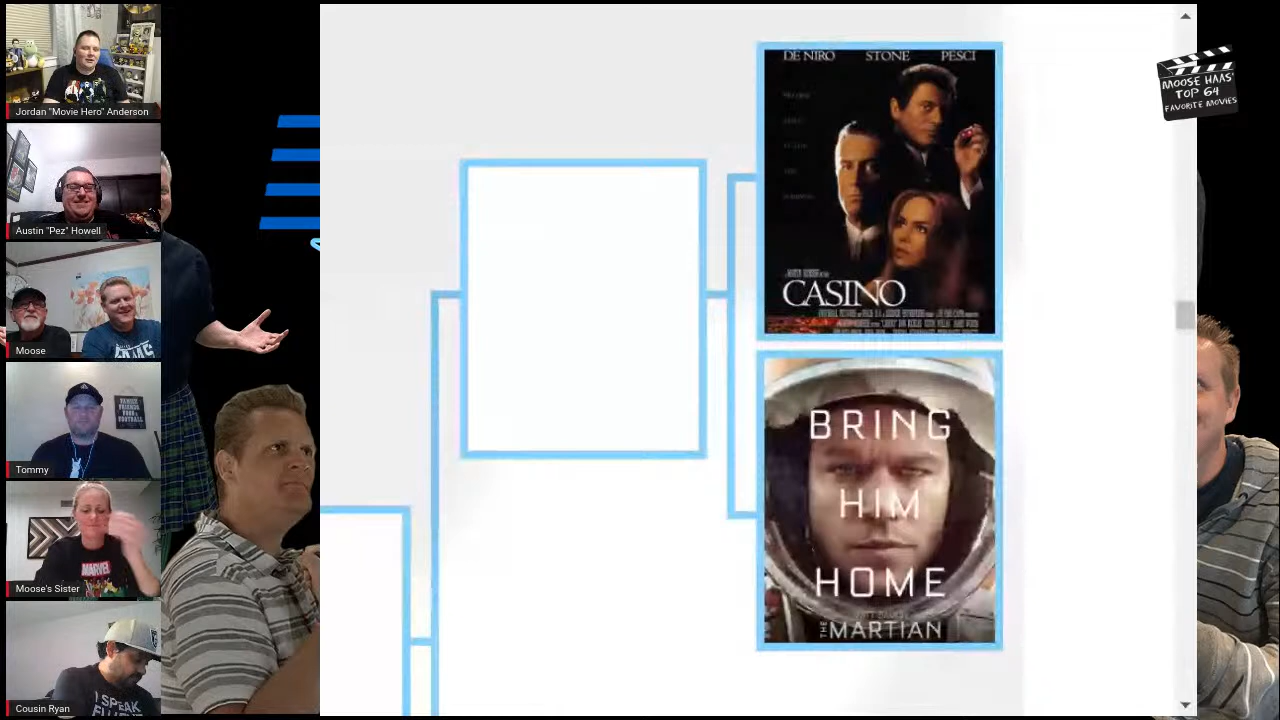 Jordan "Movie Hero" Anderson
Austin "Pez" Howell
Moose
Tommy
MARVEL
Moose's Sister
I SPEAK
Cousin Ryan
DE NIRO STONE PESCI
CASINO
BRING
HIM
HOME
THE MARTIAN
MOOSE HAAS'
TOP 64
FAVORITE MOVIES